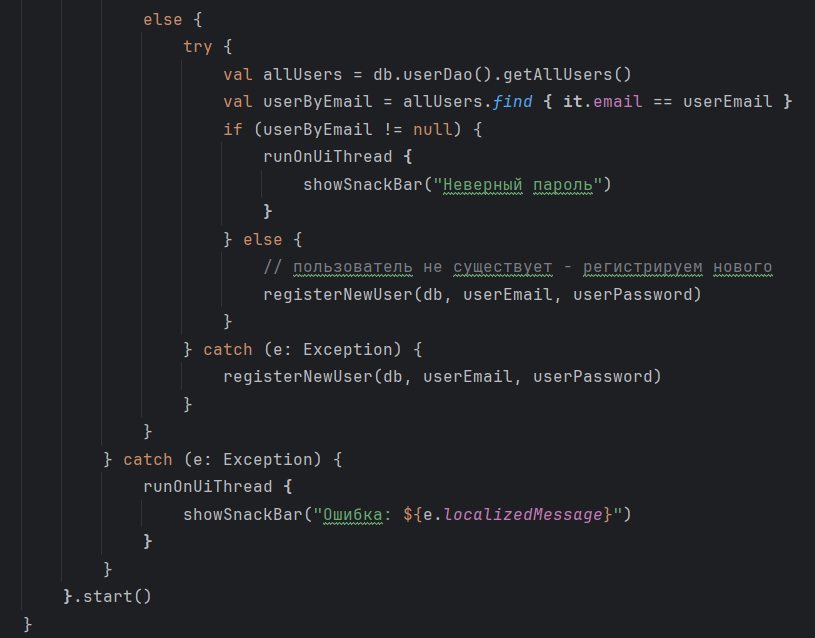 else {
try {
val allUsers = db.userDao().getAllUsers()
val userByEmail = allUsers.find { it.email == userEmail }
if (userByEmail != null) {
runOnUiThread {
showSnackBar("Неверный пароль")
}
} else {
// пользователь не существует - регистрируем нового
registerNewUser(db, userEmail, userPassword)
}
} catch (e: Exception) {
registerNewUser(db, userEmail, userPassword)
}
}
} catch (e: Exception) {
runOnUiThread {
showSnackBar("Ошибка: ${e.localizedMessage}")
}
}
}.start()
}